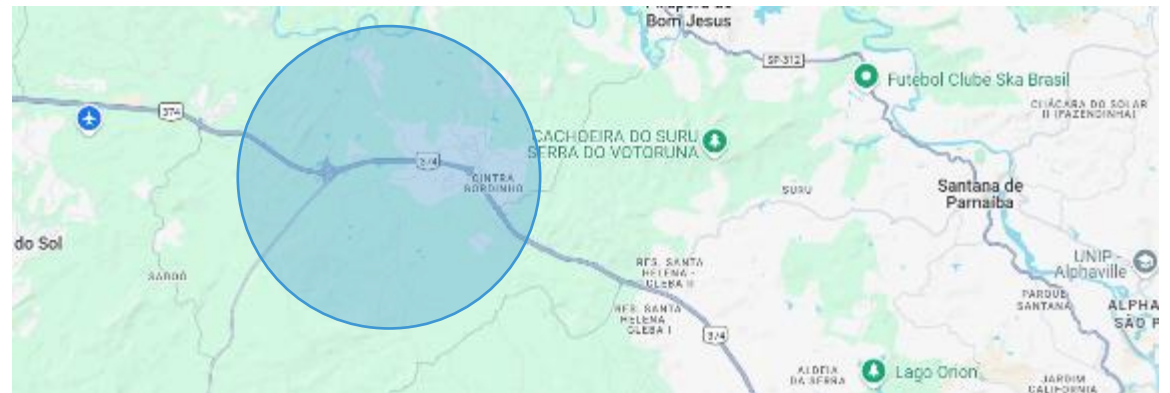 Bom Jesus
SP-312
Futebol Clube Ska Brasil
CHÁCARA DO SOLAR
II (FAZENDINHA)
374
CACHOEIRA DO SURU
SERRA DO VOTORUNA
374
CINTRA
GORDINHO
SURU
Santana de
Parnaíba
do Sol
SABOÓ
RES. SANTA
HELENA -
GLEBA II
UNIP -
Alphaville
PARQUE
SANTANA
ALPHA
SÃO P
RES. SANTA
HELENA -
GLEBA I
374
ALDEIA
DA SERRA
Lago Orion
JARDIM
CALIFORNIA